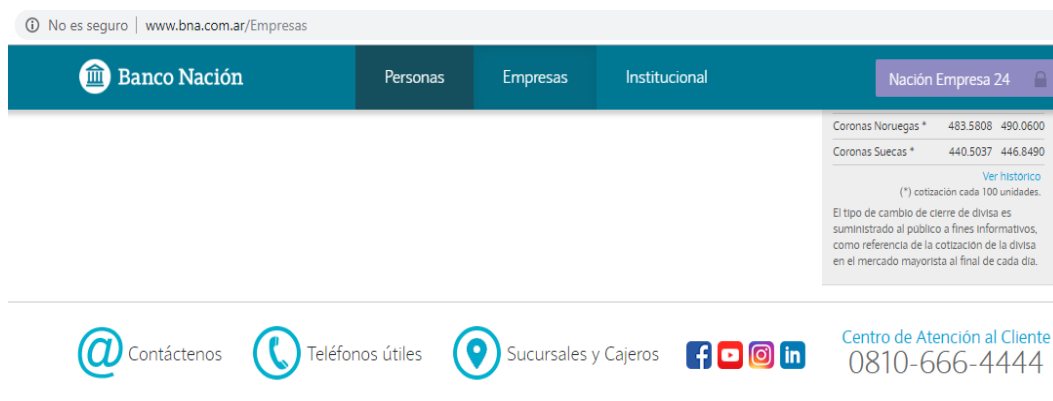 No es seguro | www.bna.com.ar/Empresas
Banco Nación
Personas
Empresas
Institucional
Nación Empresa 24
Coronas Noruegas * 483.5808 490.0600
Coronas Suecas * 440.5037 446.8490
Ver histórico
(*) cotización cada 100 unidades.
El tipo de cambio de cierre de divisa es
suministrado al público a fines informativos,
como referencia de la cotización de la divisa
en el mercado mayorista al final de cada día.
@ Contáctenos
Teléfonos útiles
Sucursales y Cajeros
f
in
Centro de Atención al Cliente
0810-666-4444